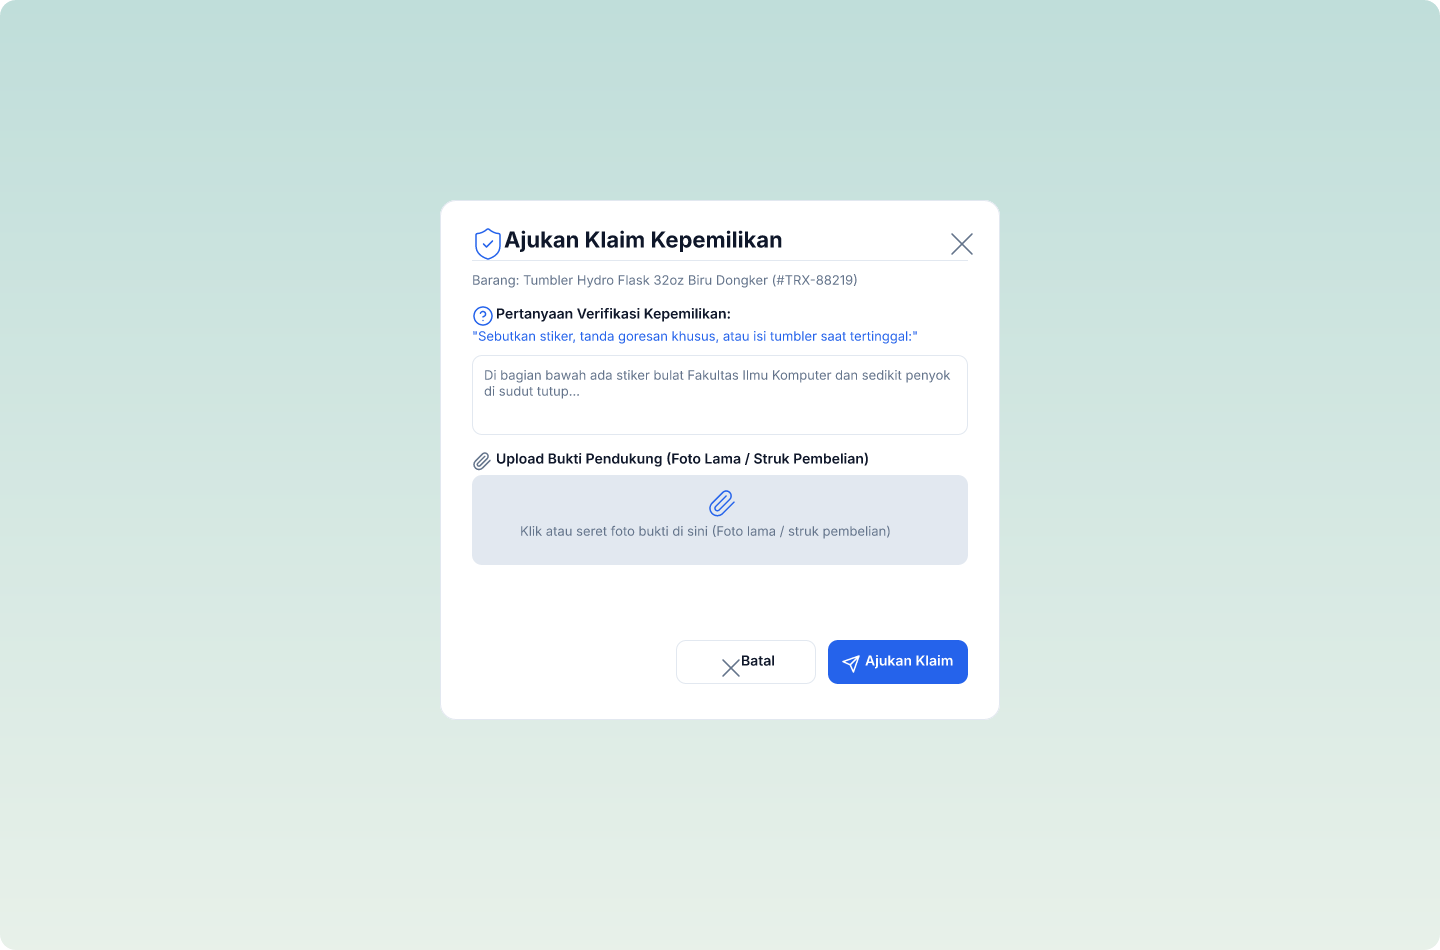 Ajukan Klaim Kepemilikan
Barang: Tumbler Hydro Flask 32oz Biru Dongker (#TRX-88219)
Pertanyaan Verifikasi Kepemilikan:
"Sebutkan stiker, tanda goresan khusus, atau isi tumbler saat tertinggal:"
Di bagian bawah ada stiker bulat Fakultas Ilmu Komputer dan sedikit penyok
di sudut tutup...
Upload Bukti Pendukung (Foto Lama / Struk Pembelian)
Klik atau seret foto bukti di sini (Foto lama / struk pembelian)
Batal
Ajukan Klaim